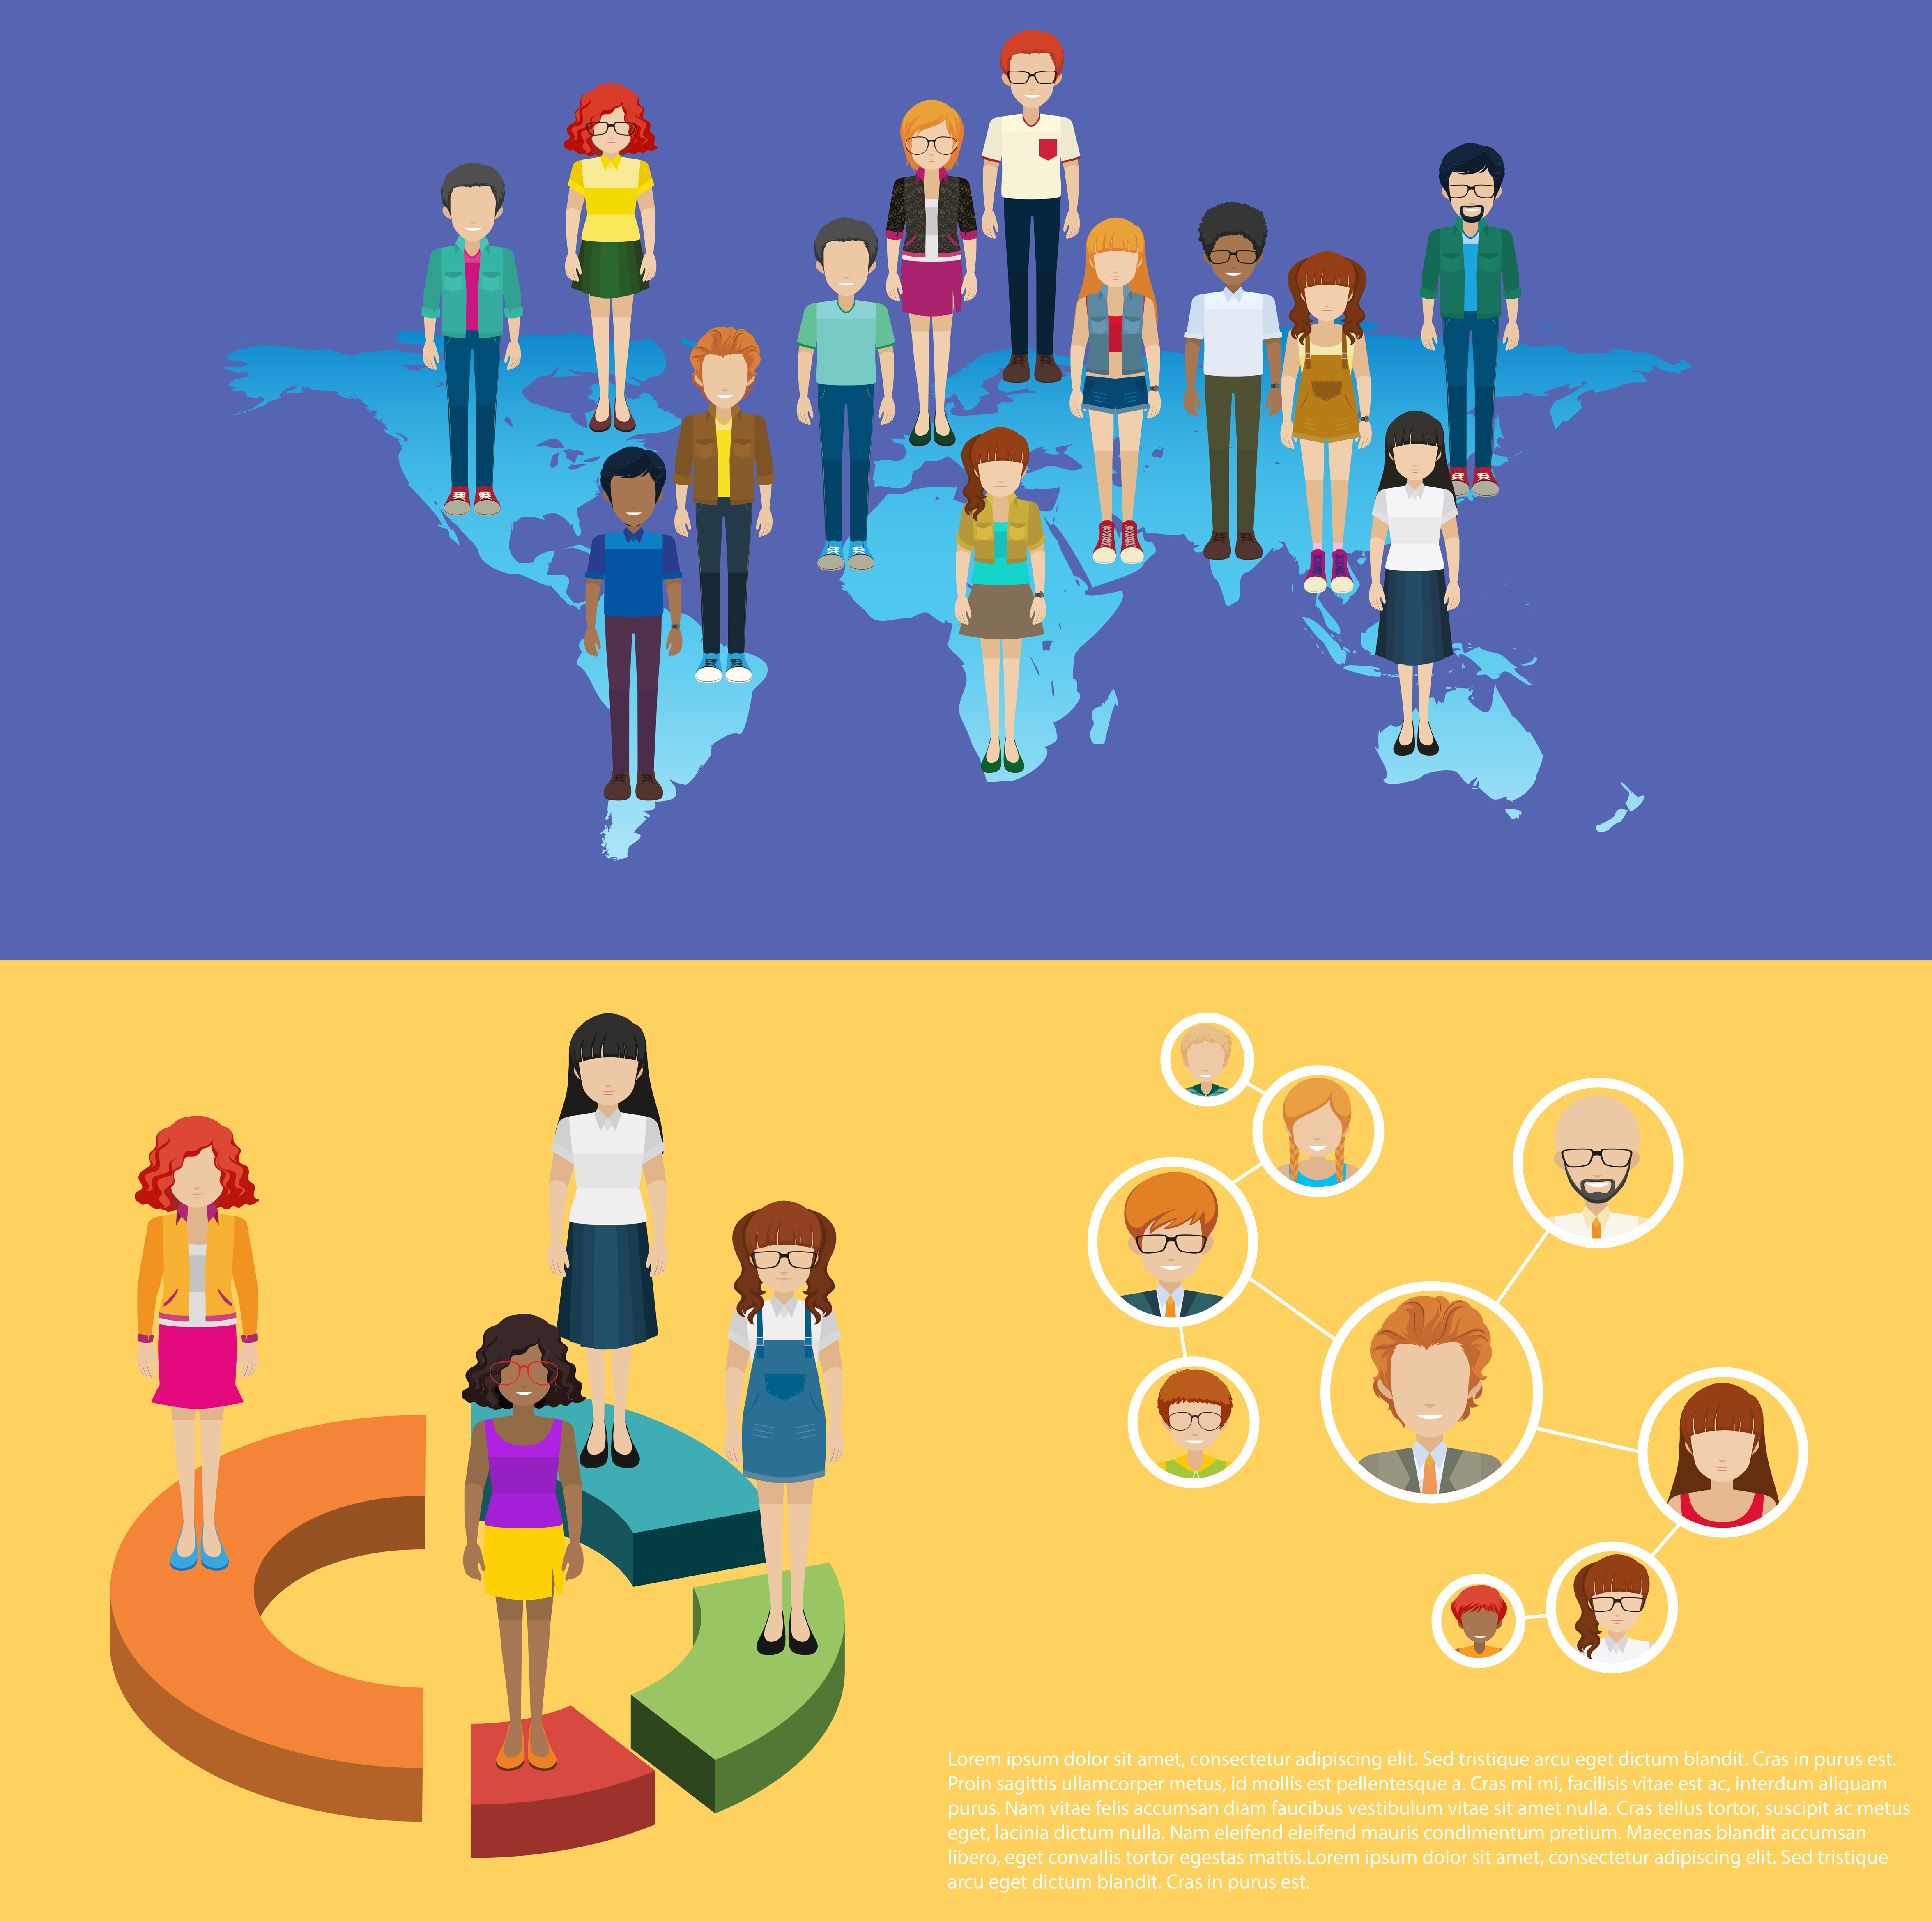 Lorem ipsum dolor sit amet, consectetur adipiscing elit. Sed tristique arcu eget dictum blandit. Cras in purus est.
Proin sagittis ullamcorper metus, id mollis est pellentesque a. Cras mi mi, facilisis vitae est ac, interdum aliquam
purus. Nam vitae felis accumsan diam faucibus vestibulum vitae sit amet nulla. Cras tellus tortor, suscipit ac metus
eget, lacinia dictum nulla. Nam eleifend eleifend mauris condimentum pretium. Maecenas blandit accumsan
libero, eget convallis tortor egestas mattis.Lorem ipsum dolor sit amet, consectetur adipiscing elit. Sed tristique
arcu eget dictum blandit. Cras in purus est.